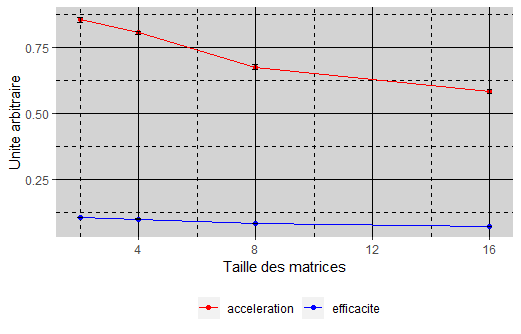 0.75
0.50
0.25
Unite arbitraire
4
8
12
16
Taille des matrices
acceleration
efficacite